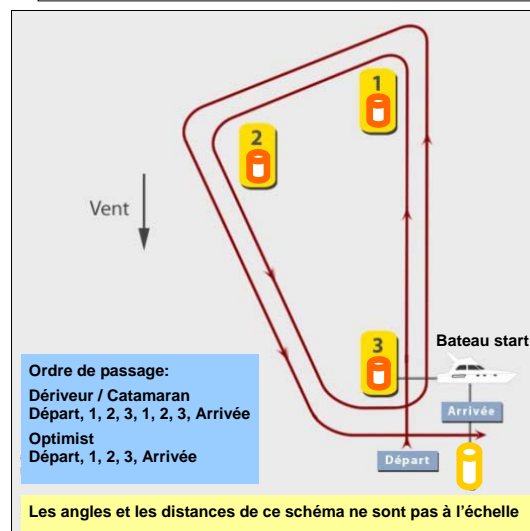 1
2
Vent
3
Bateau start
Ordre de passage:
Dériveur / Catamaran
Départ, 1, 2, 3, 1, 2, 3, Arrivée
Optimist
Départ, 1, 2, 3, Arrivée
Arrivée
Départ
Les angles et les distances de ce schéma ne sont pas à l'échelle